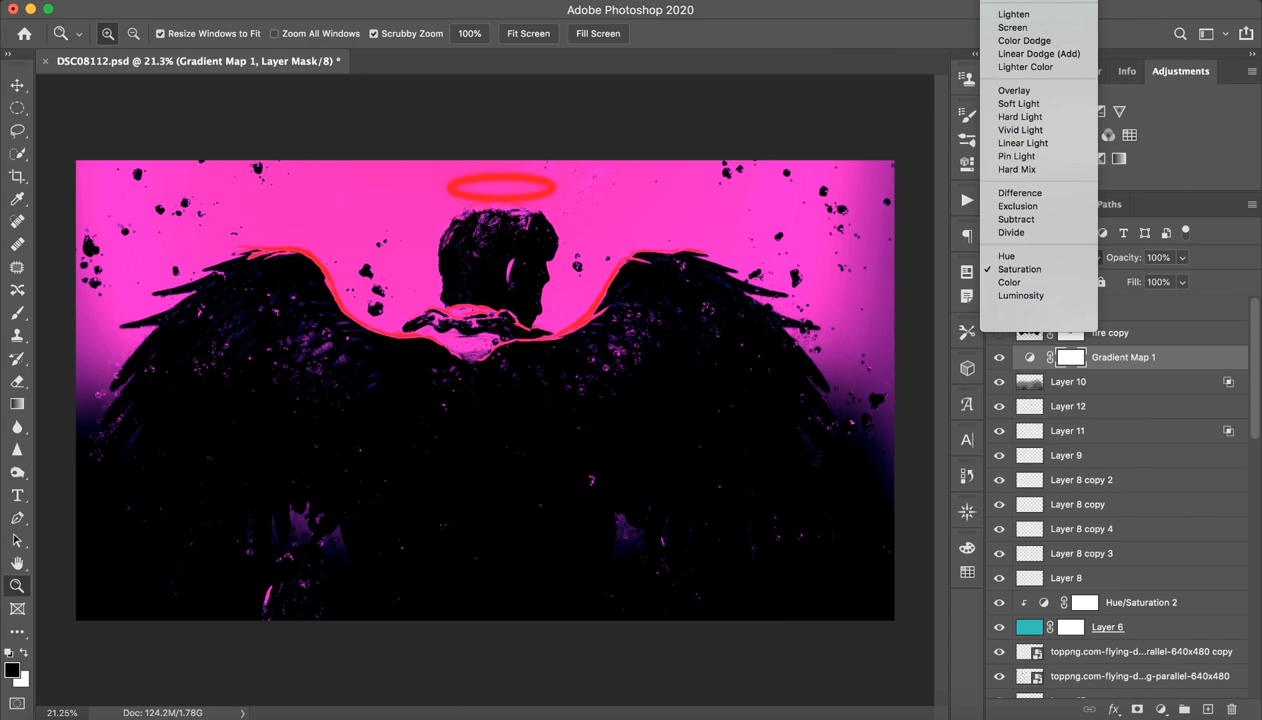 Adobe Photoshop 2020
Resize Windows to Fit
All Windows
Scrubby Zoom
100%
Fit Screen
Fill Screen
DSC08112.psd @ 21.3% (Gradient Map 1, Layer Mask/8) *
Lighten
Screen
Color Dodge
Linear Dodge (Add)
Lighter Color
Overlay
Soft Light
Hard Light
Vivid Light
Linear Light
Pin Light
Hard Mix
Difference
Exclusion
Subtract
Divide
Hue
✓ Saturation
Color
Luminosity
Info
Adjustments
Paths
Opacity: 100%
Fill: 100%
fire copy
Gradient Map 1
Layer 10
Layer 12
Layer 11
Layer 9
Layer 8 copy 2
Layer 8 copy
Layer 8 copy 4
Layer 8 copy 3
Layer 8
Hue/Saturation 2
Layer 6
toppng.com-flying-d...rallel-640x480 copy
toppng.com-flying-d...g-parallel-640x480
21.25%
Doc: 124.2M/1.78G